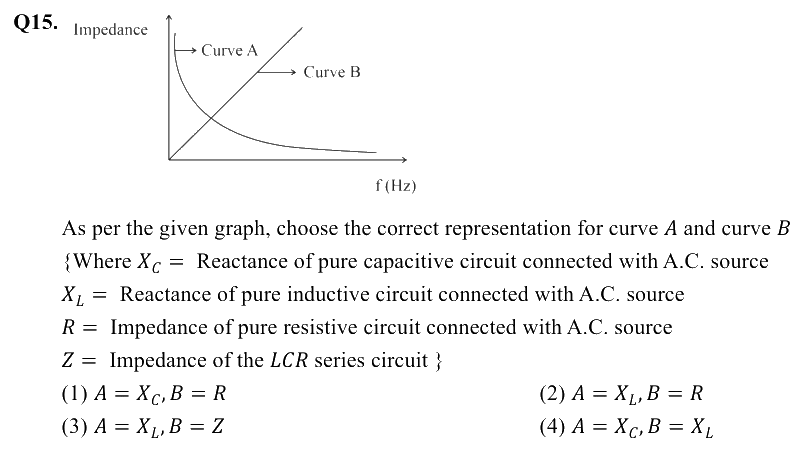 Q15. Impedance
Curve A
Curve B
f (Hz)
As per the given graph, choose the correct representation for curve A and curve B
{Where X_C = Reactance of pure capacitive circuit connected with A.C. source
X_L = Reactance of pure inductive circuit connected with A.C. source
R = Impedance of pure resistive circuit connected with A.C. source
Z = Impedance of the LCR series circuit }
(1) A = X_C, B = R (2) A = X_L, B = R
(3) A = X_L, B = Z (4) A = X_C, B = X_L